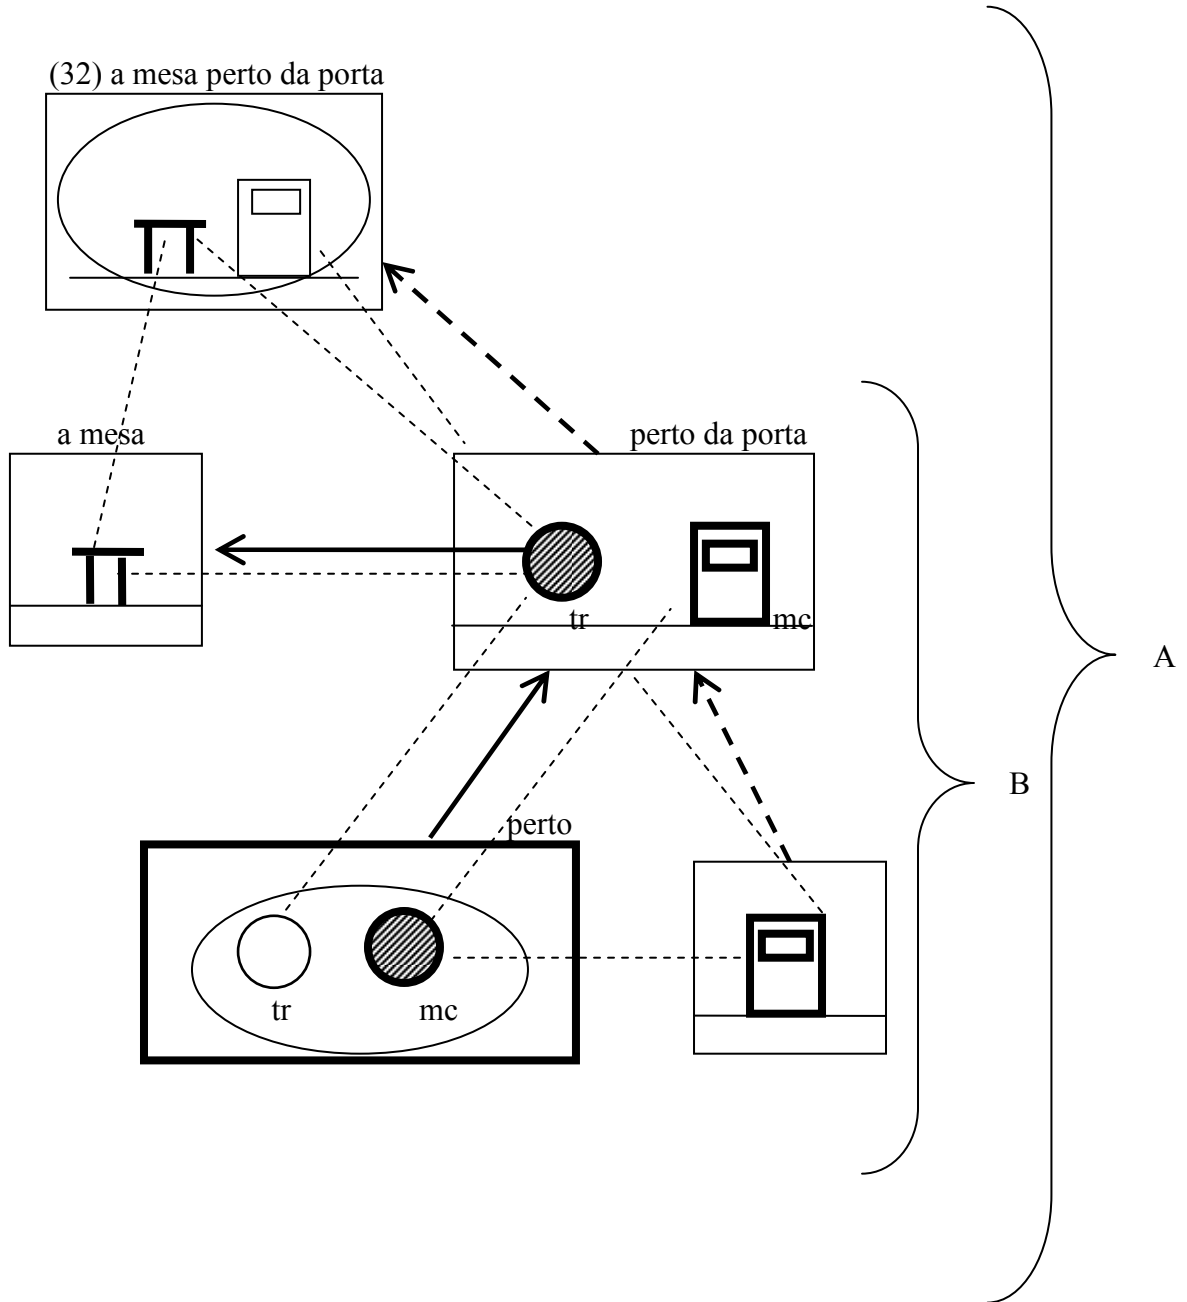 (32) a mesa perto da porta
a mesa
perto da porta
tr
mc
A
B
perto
tr
mc